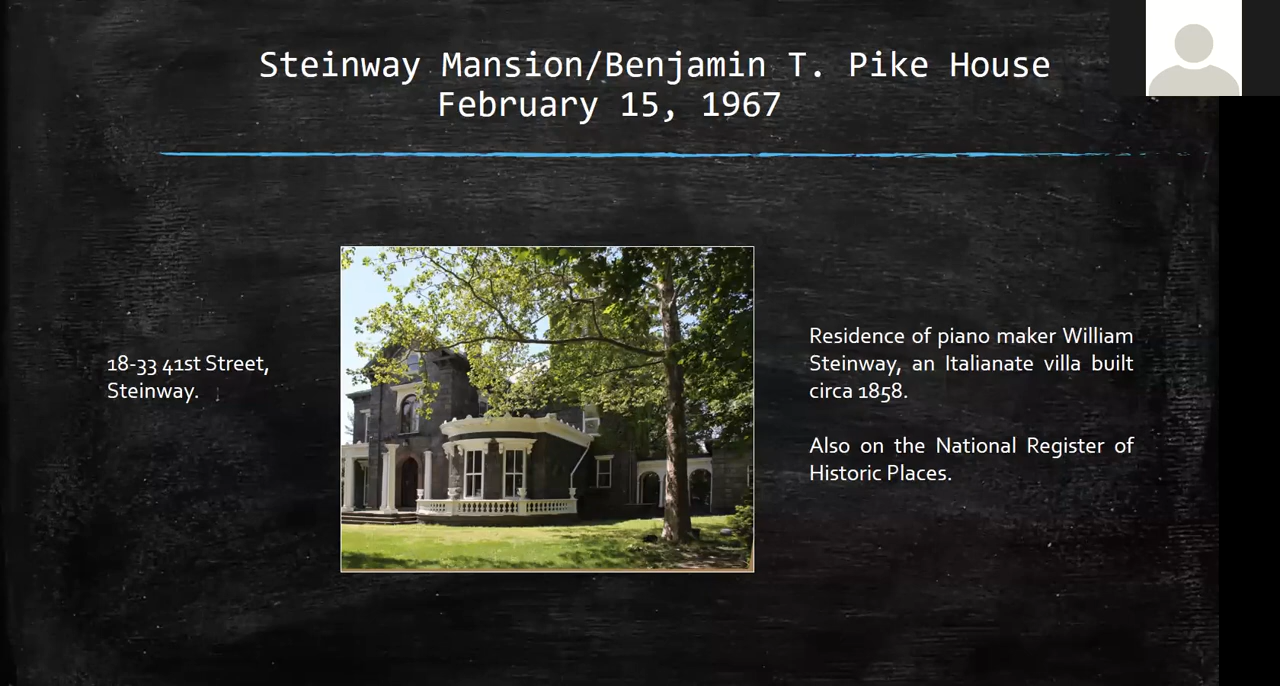 Steinway Mansion/Benjamin T. Pike House
February 15, 1967
18-33 41st Street,
Steinway.
Residence of piano maker William
Steinway, an Italianate villa built
circa 1858.
Also on the National Register of
Historic Places.